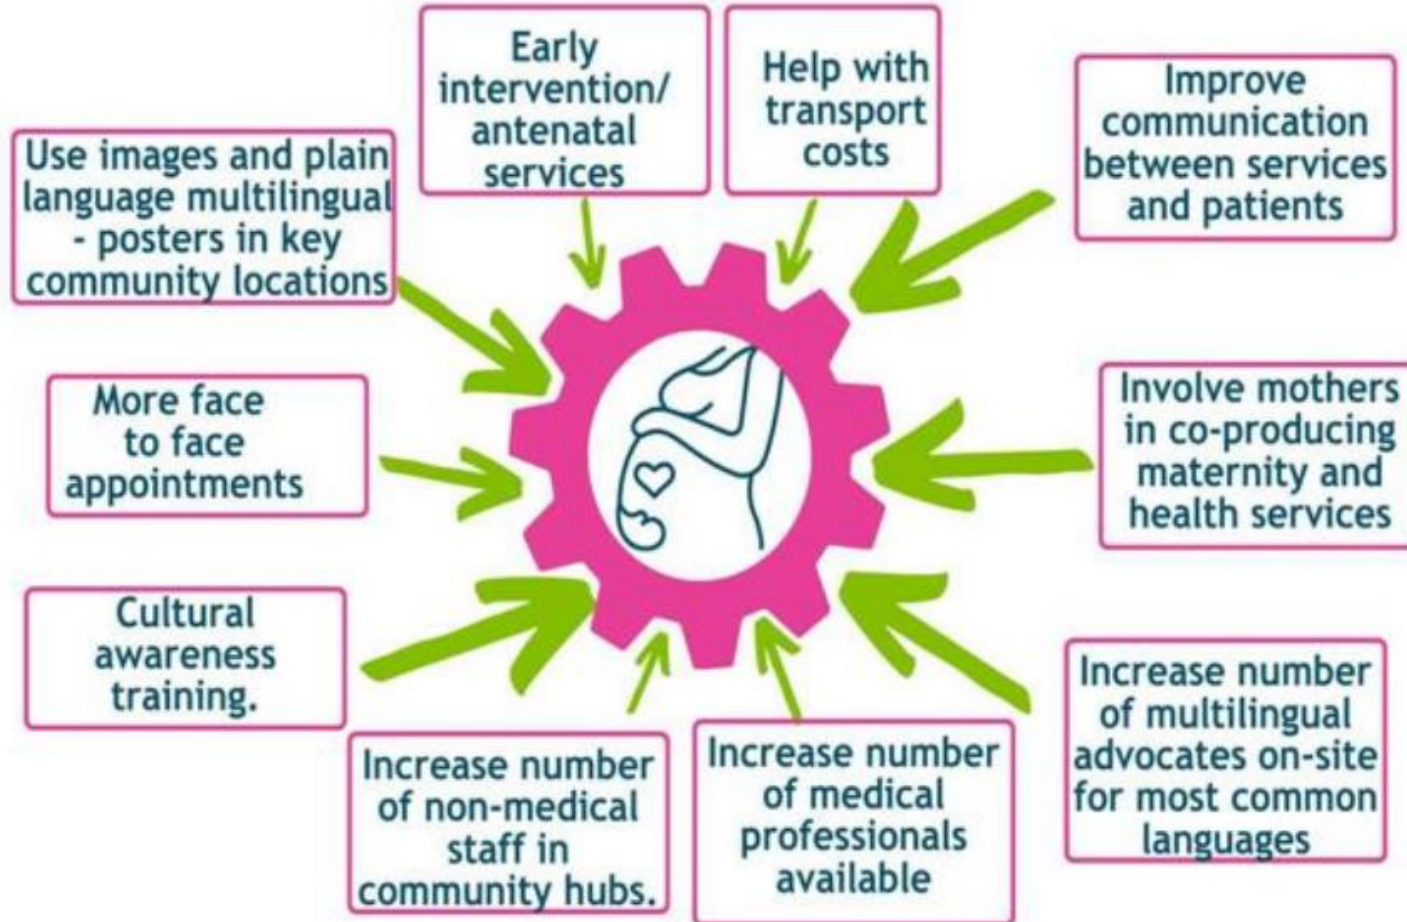 Early
intervention/
antenatal
services
Help with
transport
costs
Improve
communication
between services
and patients
Use images and plain
language multilingual
- posters in key
community locations
More face
to face
appointments
Involve mothers
in co-producing
maternity and
health services
Cultural
awareness
training.
Increase number
of non-medical
staff in
community hubs.
Increase number
of medical
professionals
available
Increase number
of multilingual
advocates on-site
for most common
languages